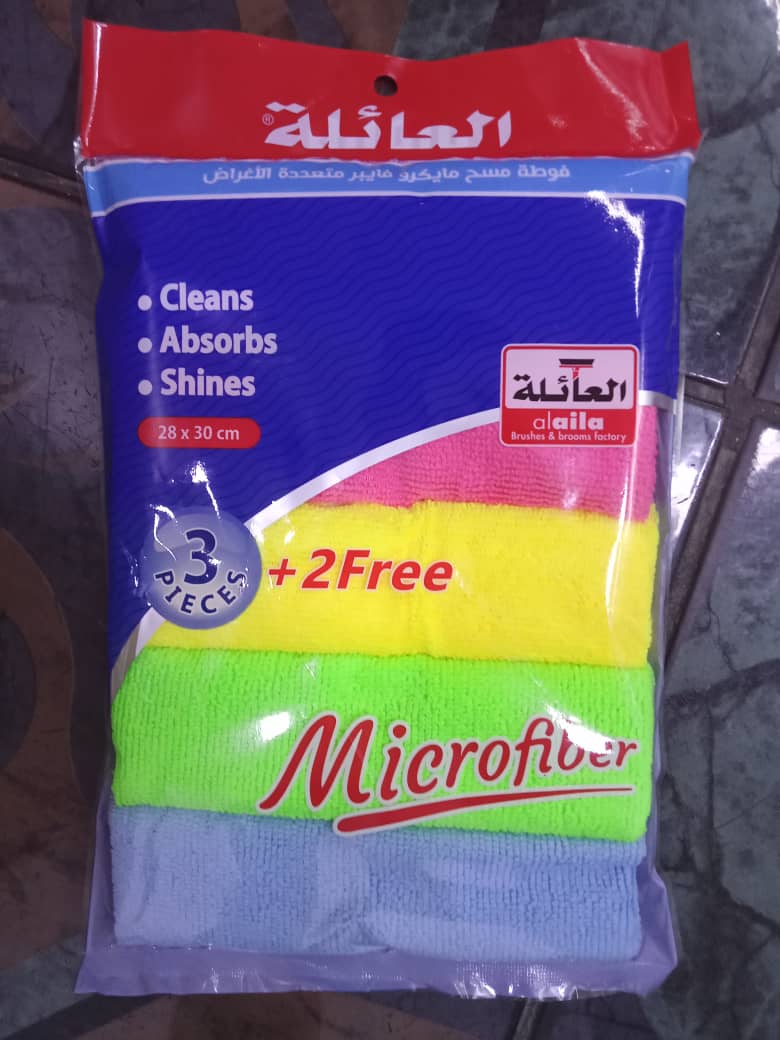 العائلة®
فوطة مسح مايكرو فايبر متعددة الأغراض
• Cleans
• Absorbs
• Shines
28 x 30 cm
العائلة
alaila
Brushes & brooms factory
3
PIECES
+2Free
Microfiber